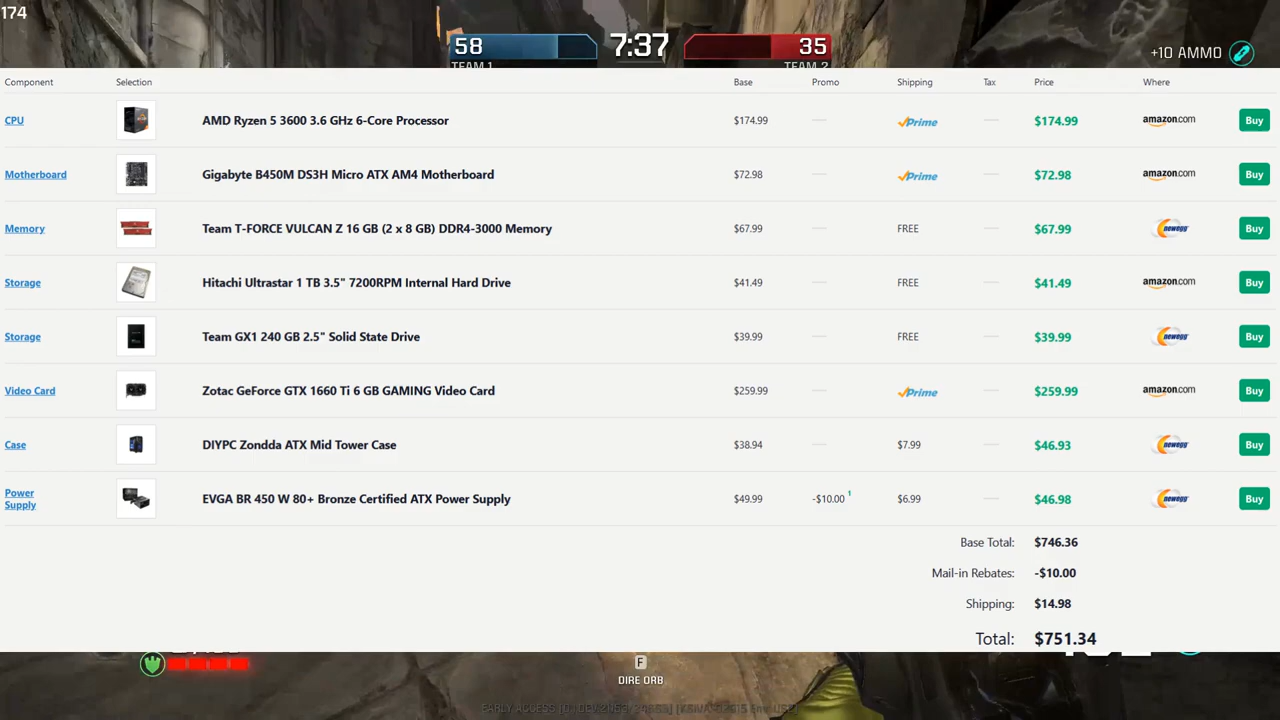 174
58 7:37 35
TEAM 1 TEAM 2
+10 AMMO
Component Selection Base Promo Shipping Tax Price Where
CPU AMD Ryzen 5 3600 3.6 GHz 6-Core Processor $174.99 — Prime — $174.99 amazon.com Buy
Motherboard Gigabyte B450M DS3H Micro ATX AM4 Motherboard $72.98 — Prime — $72.98 amazon.com Buy
Memory Team T-FORCE VULCAN Z 16 GB (2 x 8 GB) DDR4-3000 Memory $67.99 — FREE — $67.99 newegg Buy
Storage Hitachi Ultrastar 1 TB 3.5" 7200RPM Internal Hard Drive $41.49 — FREE — $41.49 amazon.com Buy
Storage Team GX1 240 GB 2.5" Solid State Drive $39.99 — FREE — $39.99 newegg Buy
Video Card Zotac GeForce GTX 1660 Ti 6 GB GAMING Video Card $259.99 — Prime — $259.99 amazon.com Buy
Case DIYPC Zondda ATX Mid Tower Case $38.94 — $7.99 — $46.93 newegg Buy
Power Supply EVGA BR 450 W 80+ Bronze Certified ATX Power Supply $49.99 -$10.00 1 $6.99 — $46.98 newegg Buy
Base Total: $746.36
Mail-in Rebates: -$10.00
Shipping: $14.98
Total: $751.34
F
DIRE ORB